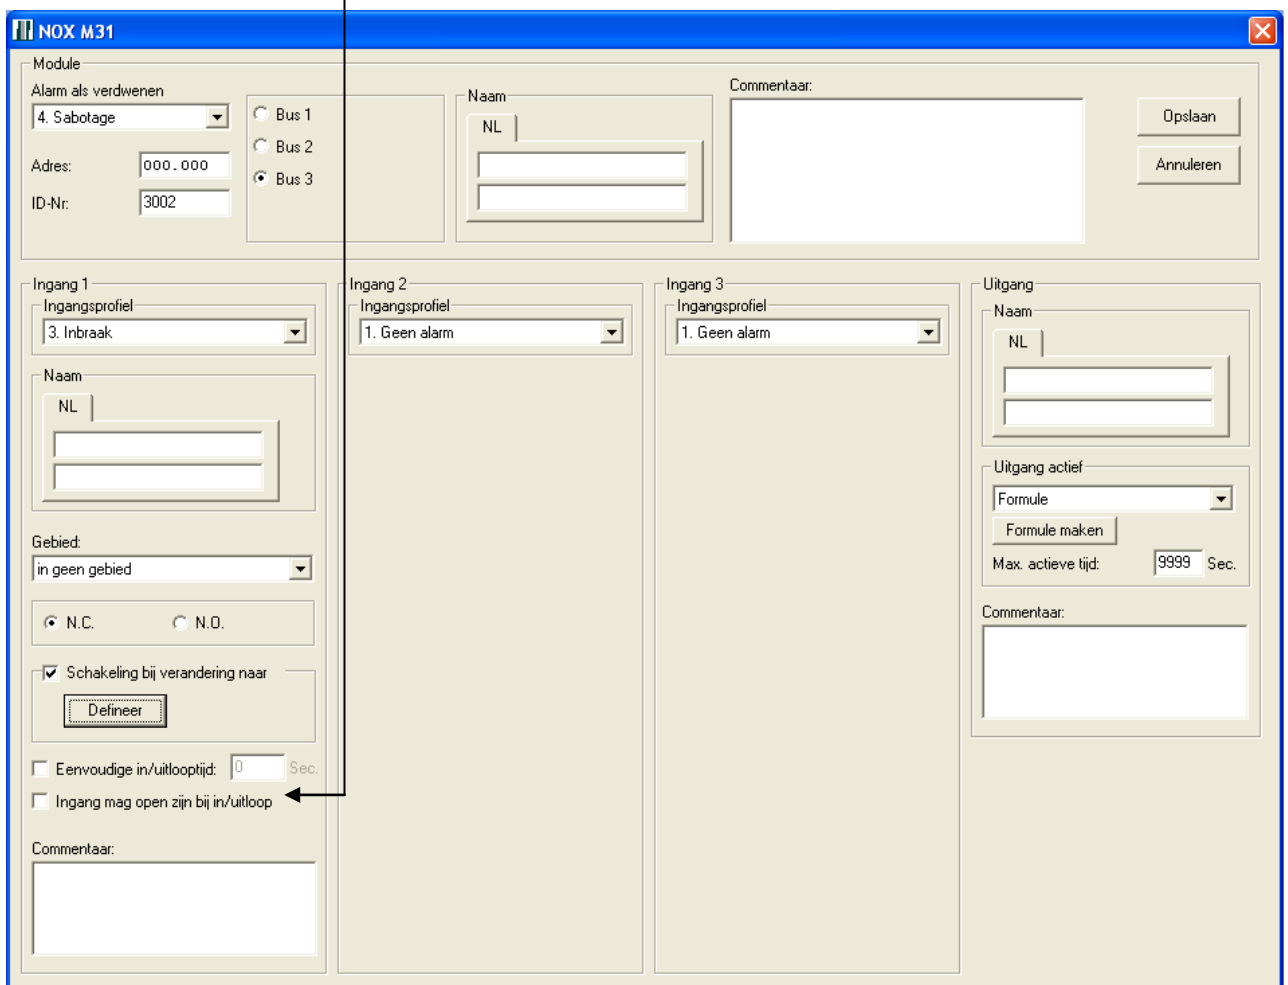 NOX M31
Module
Alarm als verdwenen
4. Sabotage
Adres:
000.000
ID-Nr:
3002
Bus 1
Bus 2
Bus 3
Naam
NL
Commentaar:
Opslaan
Annuleren
Ingang 1
Ingangsprofiel
3. Inbraak
Naam
NL
Gebied:
in geen gebied
N.C.
N.O.
Schakeling bij verandering naar
Defineer
Eenvoudige in/uitlooptijd:
0
Sec.
Ingang mag open zijn bij in/uitloop
Commentaar:
Ingang 2
Ingangsprofiel
1. Geen alarm
Ingang 3
Ingangsprofiel
1. Geen alarm
Uitgang
Naam
NL
Uitgang actief
Formule
Formule maken
Max. actieve tijd:
9999
Sec.
Commentaar: